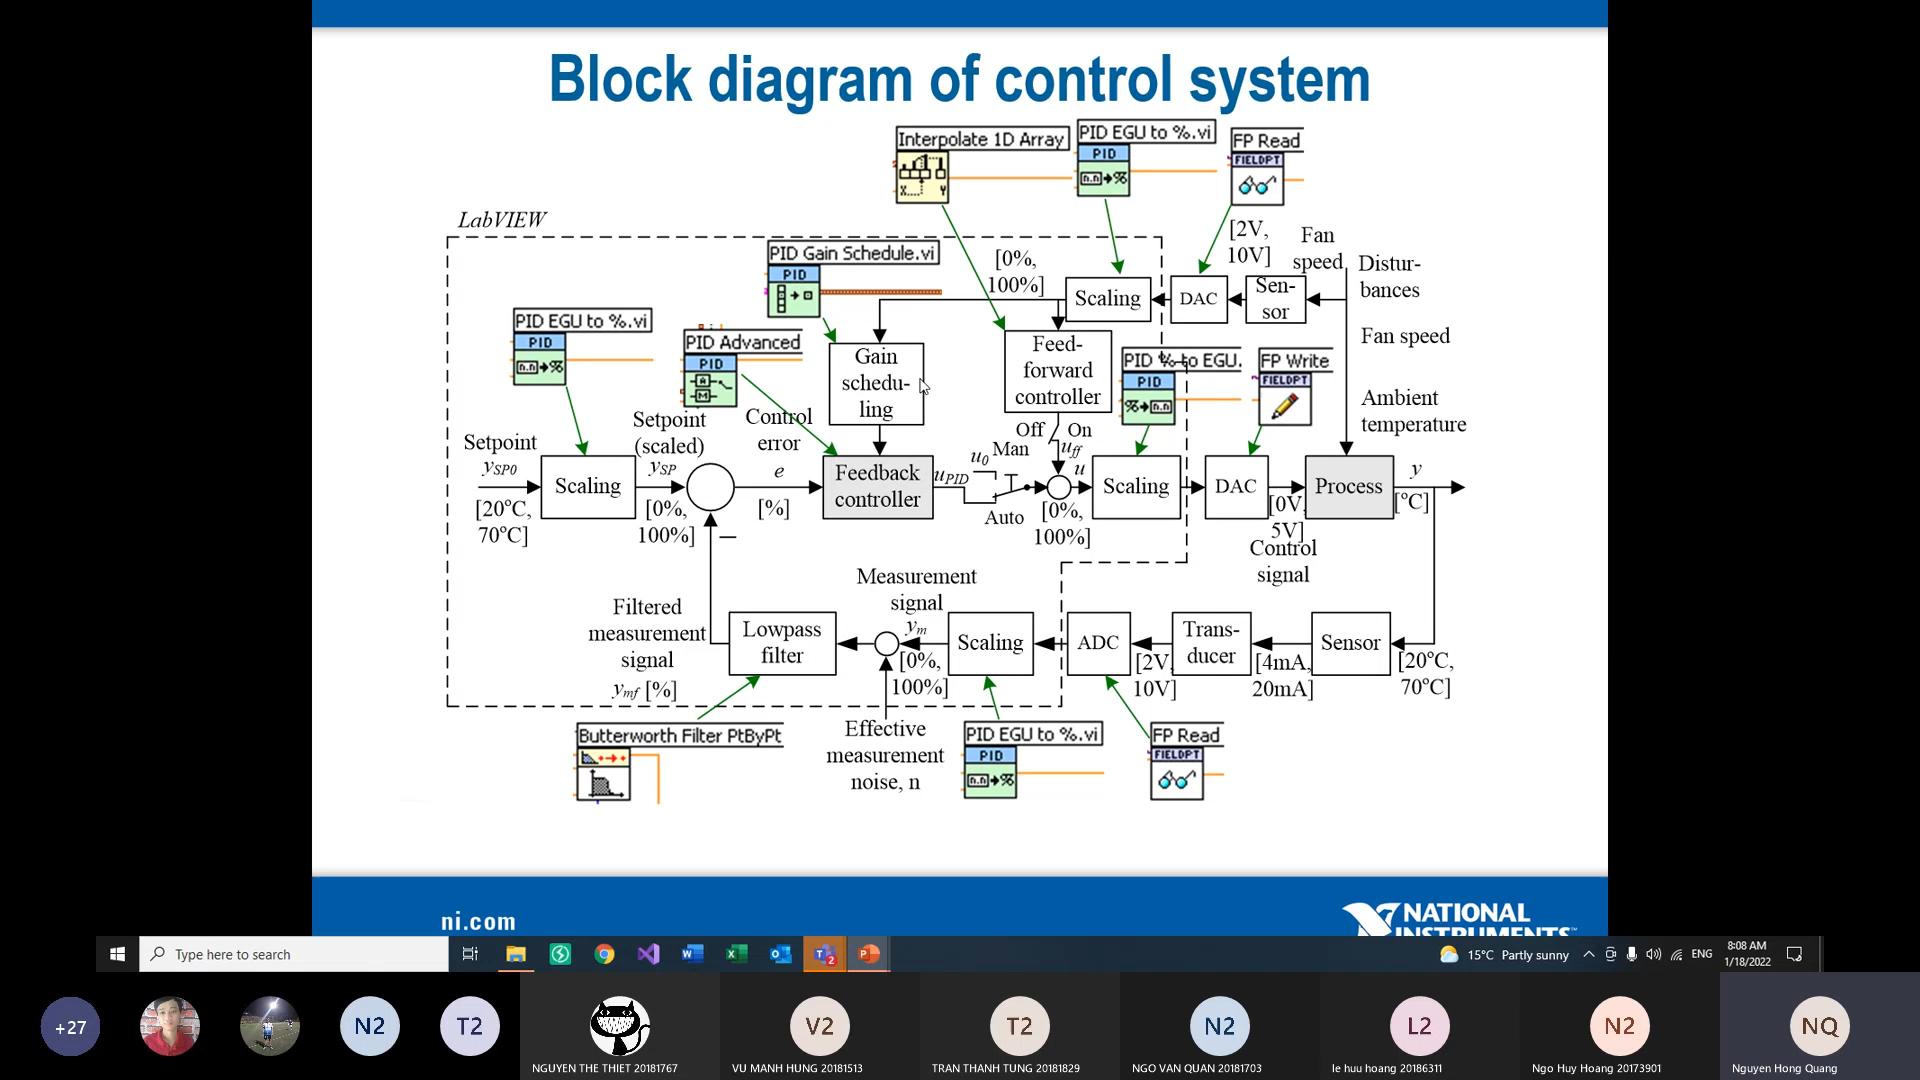 Block diagram of control system
Interpolate 1D Array
PID EGU to %.vi
PID
n.n
%
FP Read
FIELDPT
X
Y
LabVIEW
PID Gain Schedule.vi
PID
[0%,
100%]
Scaling
[2V,
10V]
DAC
Sen-
sor
Fan
speed
Distur-
bances
Fan speed
Ambient
temperature
PID EGU to %.vi
PID
n.n
%
PID Advanced
PID
A
M
Gain
schedu-
ling
Feed-
forward
controller
PID % to EGU.
PID
%
n.n
FP Write
FIELDPT
Setpoint
ySP0
[20°C,
70°C]
Scaling
Setpoint
(scaled)
ySP
[0%,
100%]
Control
error
e
[%]
Feedback
controller
uPID
u0
Man
Auto
Off
On
uff
u
[0%,
100%]
Scaling
DAC
[0V,
5V]
Control
signal
Process
y
[°C]
Filtered
measurement
signal
ymf [%]
Lowpass
filter
Measurement
signal
ym
[0%,
100%]
Scaling
ADC
[2V,
10V]
Trans-
ducer
[4mA,
20mA]
Sensor
[20°C,
70°C]
Butterworth Filter PtByPt
Effective
measurement
noise, n
PID EGU to %.vi
PID
n.n
%
FP Read
FIELDPT
ni.com
NATIONAL
INSTRUMENTS
Type here to search
2
15°C Partly sunny
ENG
8:08 AM
1/18/2022
+27
N2
T2
V2
T2
N2
L2
N2
NQ
NGUYEN THE THIET 20181767
VU MANH HUNG 20181513
TRAN THANH TUNG 20181829
NGO VAN QUAN 20181703
le huu hoang 20186311
Ngo Huy Hoang 20173901
Nguyen Hong Quang